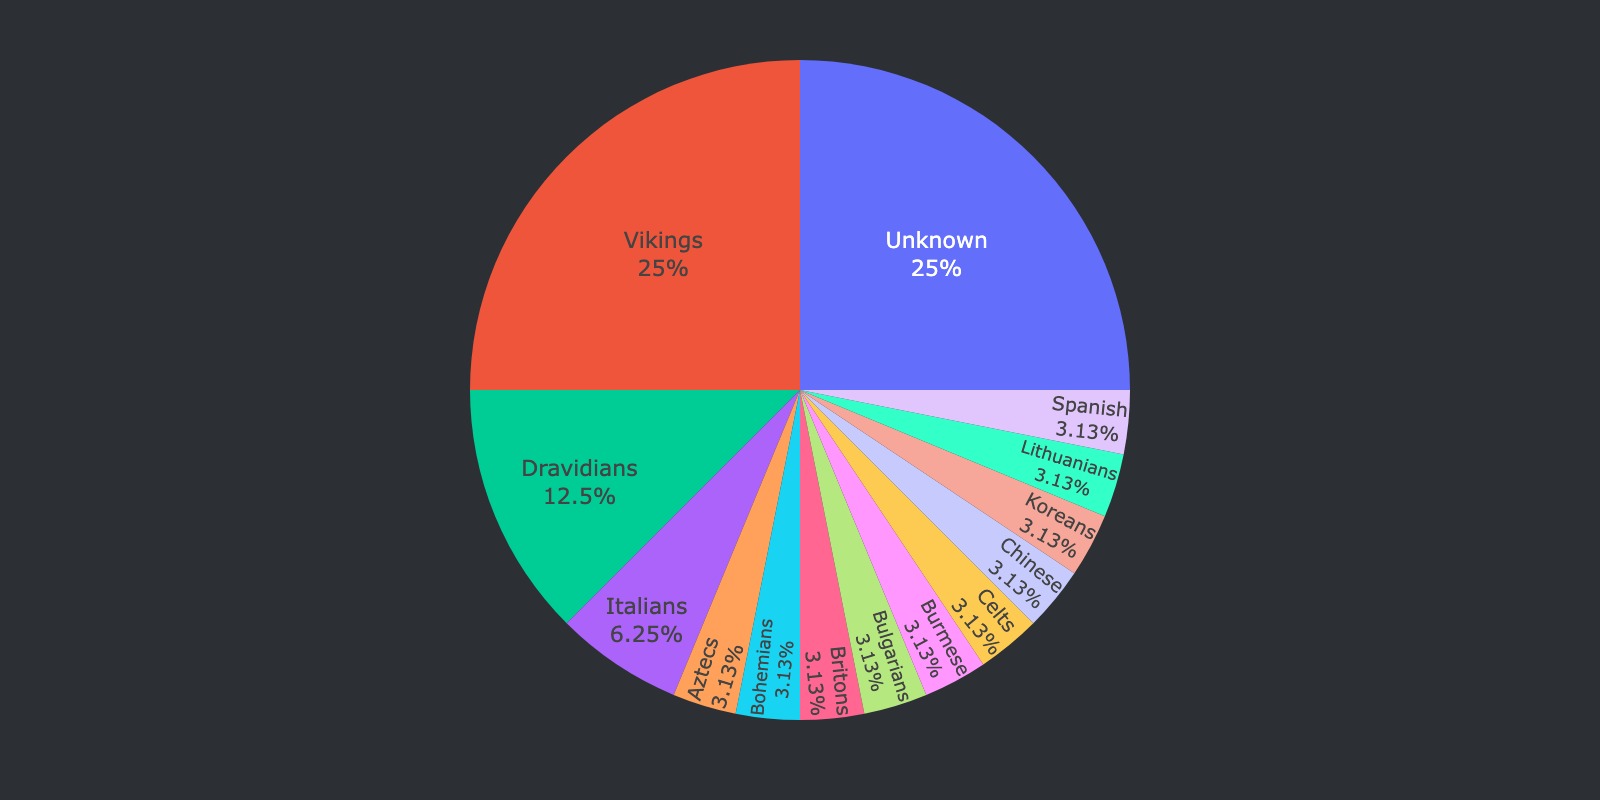 Vikings
25%
Unknown
25%
Dravidians
12.5%
Italians
6.25%
Aztecs
3.13%
Bohemians
3.13%
Britons
3.13%
Bulgarians
3.13%
Burmese
3.13%
Celts
3.13%
Chinese
3.13%
Koreans
3.13%
Lithuanians
3.13%
Spanish
3.13%